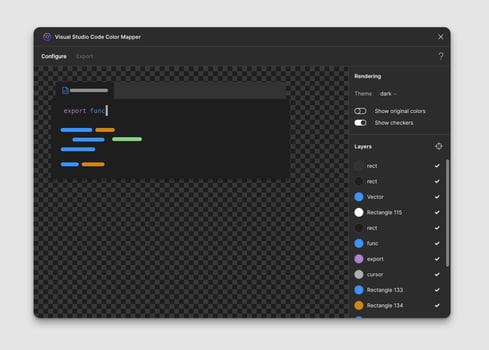 Visual Studio Code Color Mapper
Configure Export
?
export func
Rendering
Theme dark
Show original colors
Show checkers
Layers
rect
rect
Vector
Rectangle 115
rect
func
export
cursor
Rectangle 133
Rectangle 134